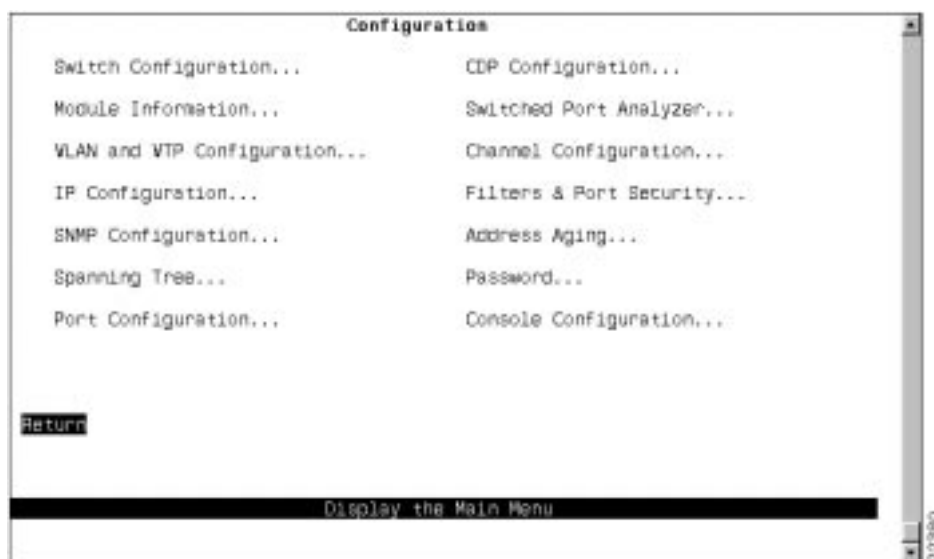 Configuration
Switch Configuration... CDP Configuration...
Module Information... Switched Port Analyzer...
VLAN and VTP Configuration... Channel Configuration...
IP Configuration... Filters & Port Security...
SNMP Configuration... Address Aging...
Spanning Tree... Password...
Port Configuration... Console Configuration...
Return
Display the Main Menu